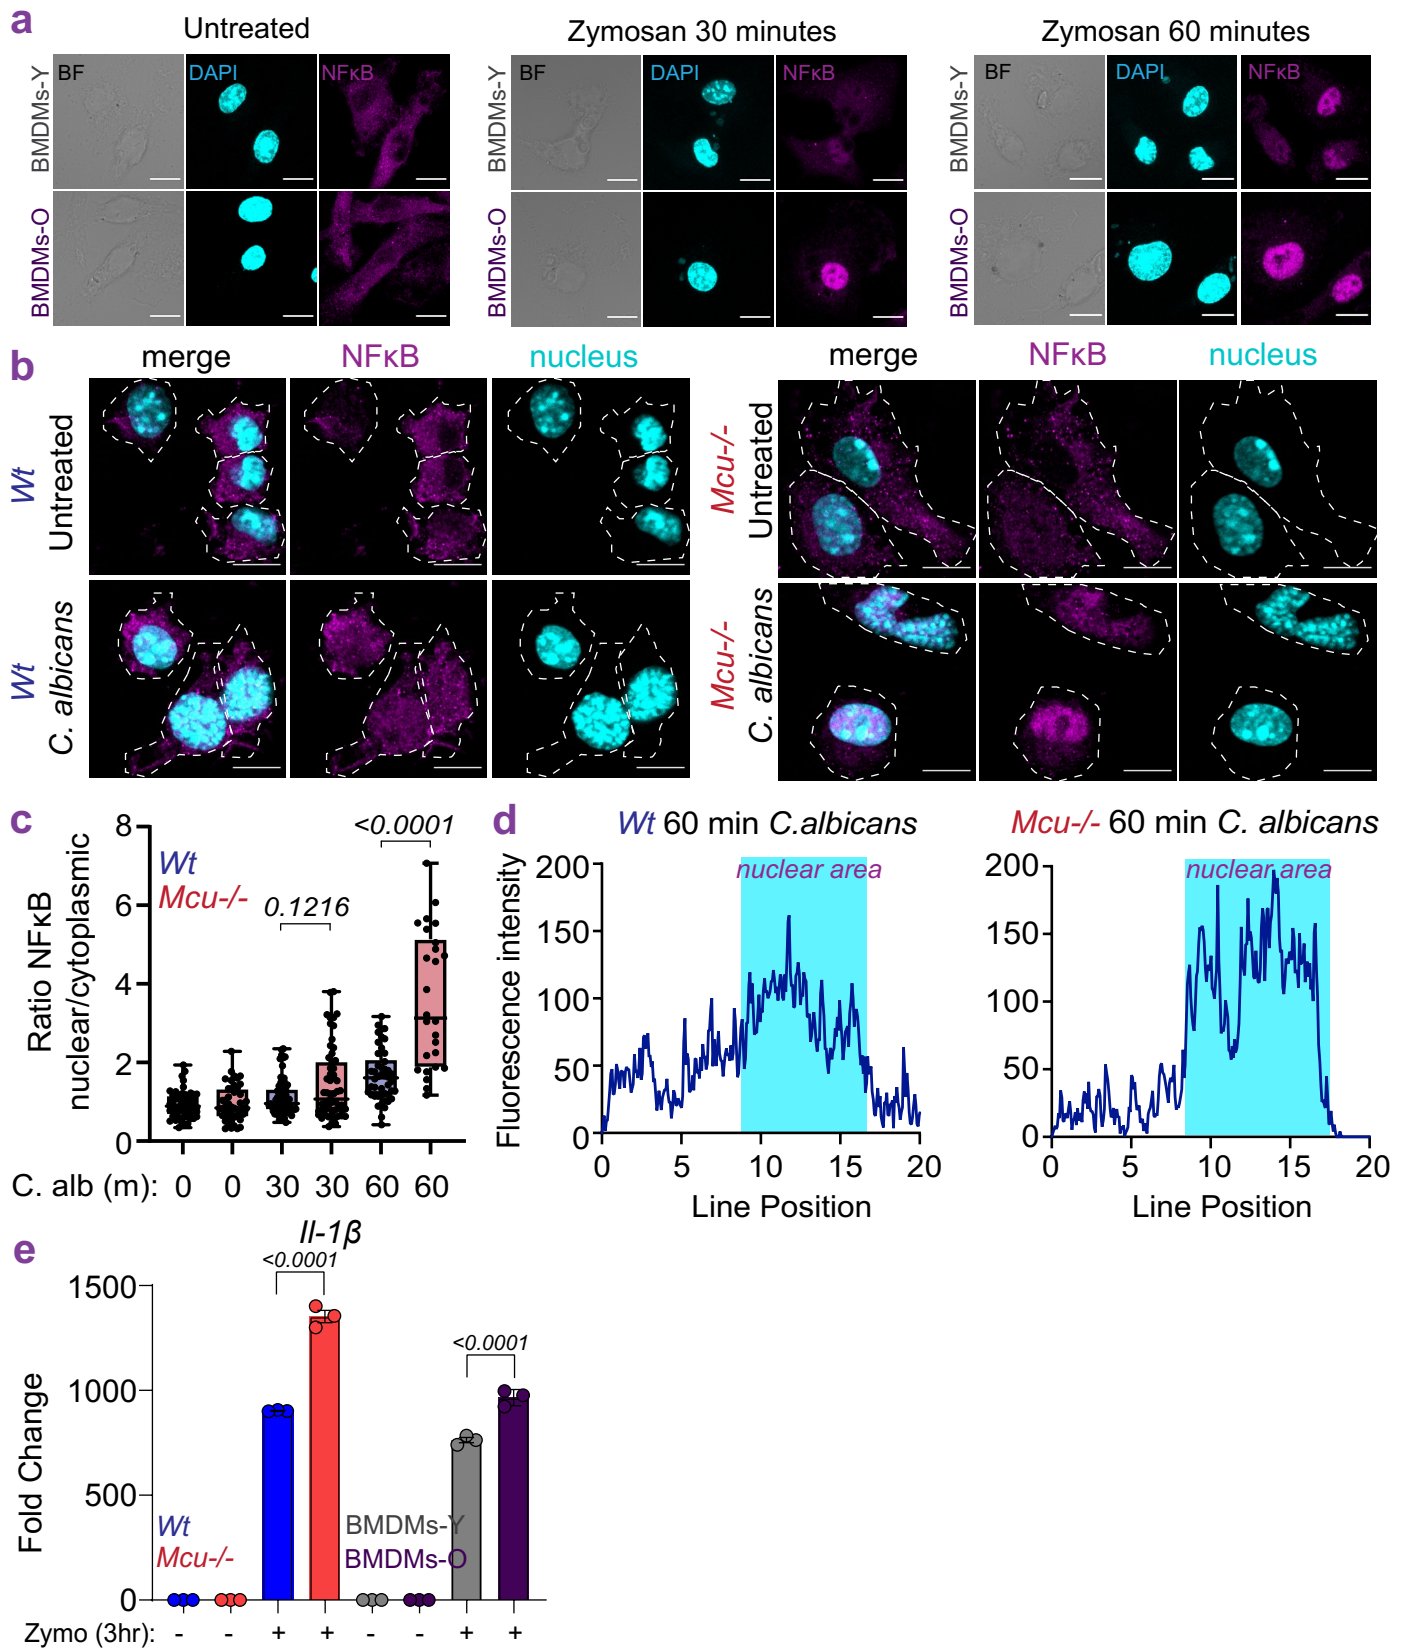 a
Untreated
Zymosan 30 minutes
Zymosan 60 minutes
BMDMs-Y
BF
DAPI
NFκB
BMDMs-Y
BF
DAPI
NFκB
BMDMs-Y
BF
DAPI
NFκB
BMDMs-O
BMDMs-O
BMDMs-O
b
merge
NFκB
nucleus
merge
NFκB
nucleus
Wt
Untreated
Mcu-/-
Untreated
Wt
C. albicans
Mcu-/-
C. albicans
c
Ratio NFκB
nuclear/cytoplasmic
8
6
4
2
0
Wt
Mcu-/-
0.1216
<0.0001
C. alb (m): 0 0 30 30 60 60
d
Wt 60 min C.albicans
Fluorescence intensity
200
150
100
50
0
nuclear area
0 5 10 15 20
Line Position
Mcu-/- 60 min C. albicans
200
150
100
50
0
nuclear area
0 5 10 15 20
Line Position
e
Il-1β
<0.0001
<0.0001
Fold Change
1500
1000
500
0
Wt
Mcu-/-
BMDMs-Y
BMDMs-O
Zymo (3hr): - - + + - - + +